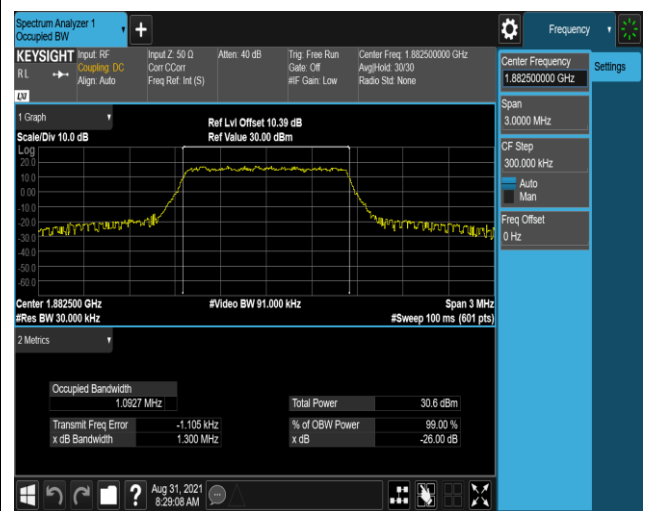 Spectrum Analyzer 1
Occupied BW
Frequency
KEYSIGHT
RL
LXI
Input: RF
Coupling: DC
Align: Auto
Input Z: 50 Ω
Corr CCorr
Freq Ref: Int (S)
Atten: 40 dB
Trig: Free Run
Gate: Off
#IF Gain: Low
Center Freq: 1.882500000 GHz
Avg|Hold: 30/30
Radio Std: None
Center Frequency
1.882500000 GHz
Settings
Span
3.0000 MHz
CF Step
300.000 kHz
Auto
Man
Freq Offset
0 Hz
1 Graph
Scale/Div 10.0 dB
Ref Lvl Offset 10.39 dB
Ref Value 30.00 dBm
Log
20.0
10.0
0.00
-10.0
-20.0
-30.0
-40.0
-50.0
-60.0
Center 1.882500 GHz
#Video BW 91.000 kHz
Span 3 MHz
#Res BW 30.000 kHz
#Sweep 100 ms (601 pts)
2 Metrics
Occupied Bandwidth
1.0927 MHz
Total Power 30.6 dBm
Transmit Freq Error -1.105 kHz
% of OBW Power 99.00 %
x dB Bandwidth 1.300 MHz
x dB -26.00 dB
?
Aug 31, 2021
8:29:08 AM